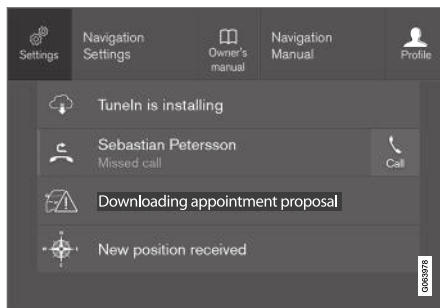 Settings
Navigation
Settings
Owner's
manual
Navigation
Manual
Profile
TuneIn is installing
Sebastian Petersson
Missed call
Call
Downloading appointment proposal
New position received
G063978